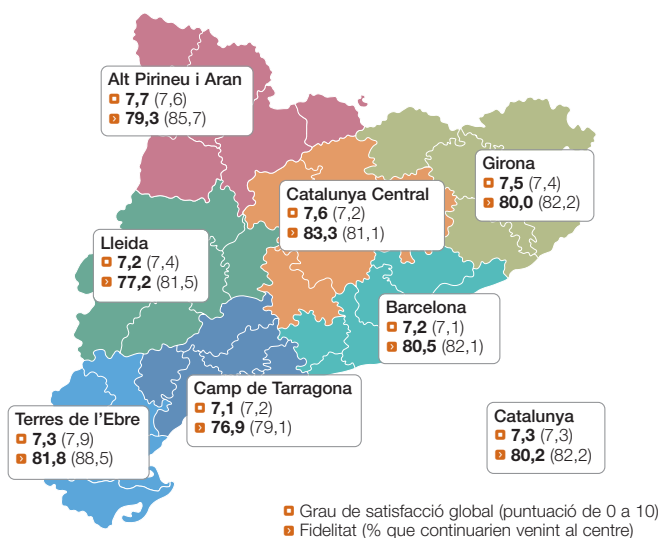 Alt Pirineu i Aran
7,7 (7,6)
79,3 (85,7)
Girona
7,5 (7,4)
80,0 (82,2)
Catalunya Central
7,6 (7,2)
83,3 (81,1)
Lleida
7,2 (7,4)
77,2 (81,5)
Barcelona
7,2 (7,1)
80,5 (82,1)
Camp de Tarragona
7,1 (7,2)
76,9 (79,1)
Terres de l’Ebre
7,3 (7,9)
81,8 (88,5)
Catalunya
7,3 (7,3)
80,2 (82,2)
Grau de satisfacció global (puntuació de 0 a 10)
Fidelitat (% que continuarien venint al centre)